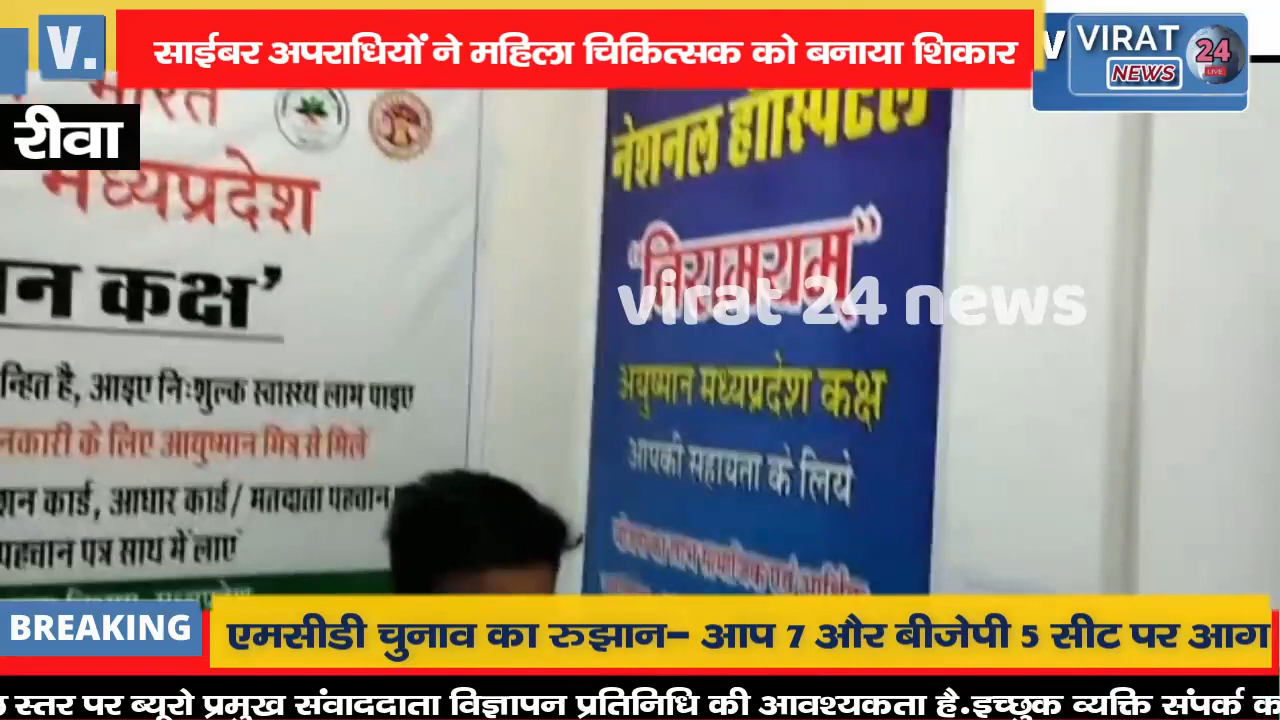 V.
साईबर अपराधियों ने महिला चिकित्सक को बनाया शिकार
VIRAT
NEWS
24
LIVE
रीवा
भारत
मध्यप्रदेश
न कक्ष’
न्हित है, आइए निःशुल्क स्वास्थ्य लाभ पाइए
नकारी के लिए आयुष्मान मित्र से मिलें
शन कार्ड, आधार कार्ड/ मतदाता पहचान
पहचान पत्र साथ में लाएं
नेशनल हॉस्पिटल
“निरामयम्”
virat 24 news
आयुष्मान मध्यप्रदेश कक्ष
आपकी सहायता के लिये
BREAKING
एमसीडी चुनाव का रुझान– आप 7 और बीजेपी 5 सीट पर आग
स्तर पर ब्यूरो प्रमुख संवाददाता विज्ञापन प्रतिनिधि की आवश्यकता है.इच्छुक व्यक्ति संपर्क क